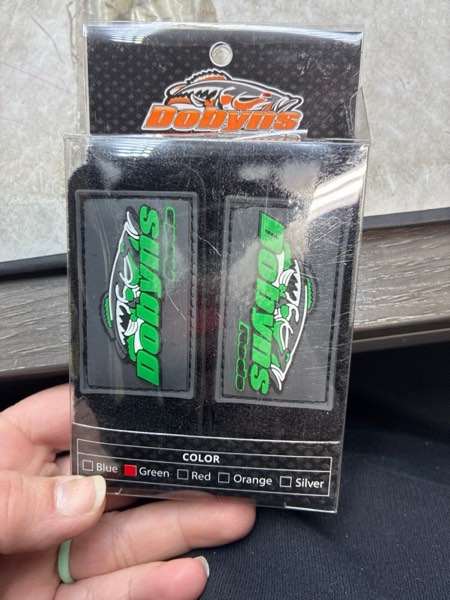 Dobyns
Dobyns
Dobyns
COLOR
Blue Green Red Orange Silver